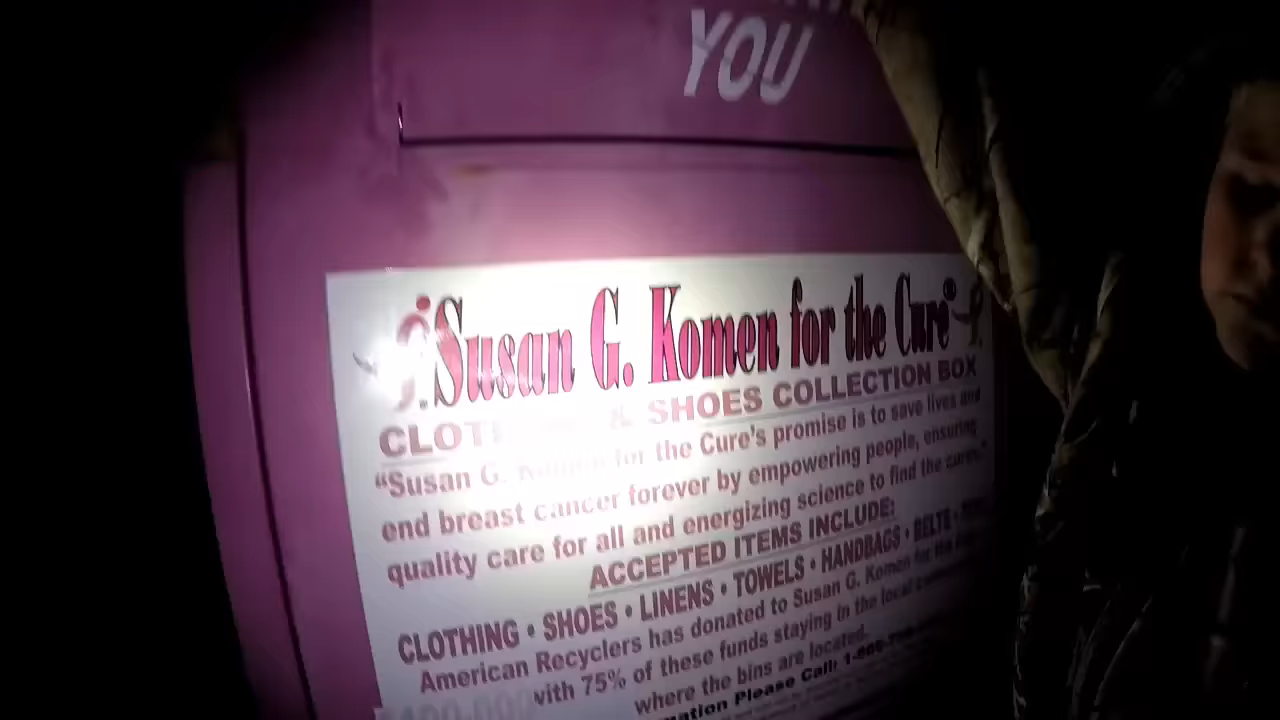 YOU
Susan G. Komen for the Cure®
CLOTHING & SHOES COLLECTION BOX
"Susan G. Komen for the Cure's promise is to save lives and
end breast cancer forever by empowering people, ensuring
quality care for all and energizing science to find the cures."
ACCEPTED ITEMS INCLUDE:
CLOTHING • SHOES • LINENS • TOWELS • HANDBAGS • BELTS •
American Recyclers has donated to Susan G. Komen for the
with 75% of these funds staying in the local
where the bins are located.
Please Call: